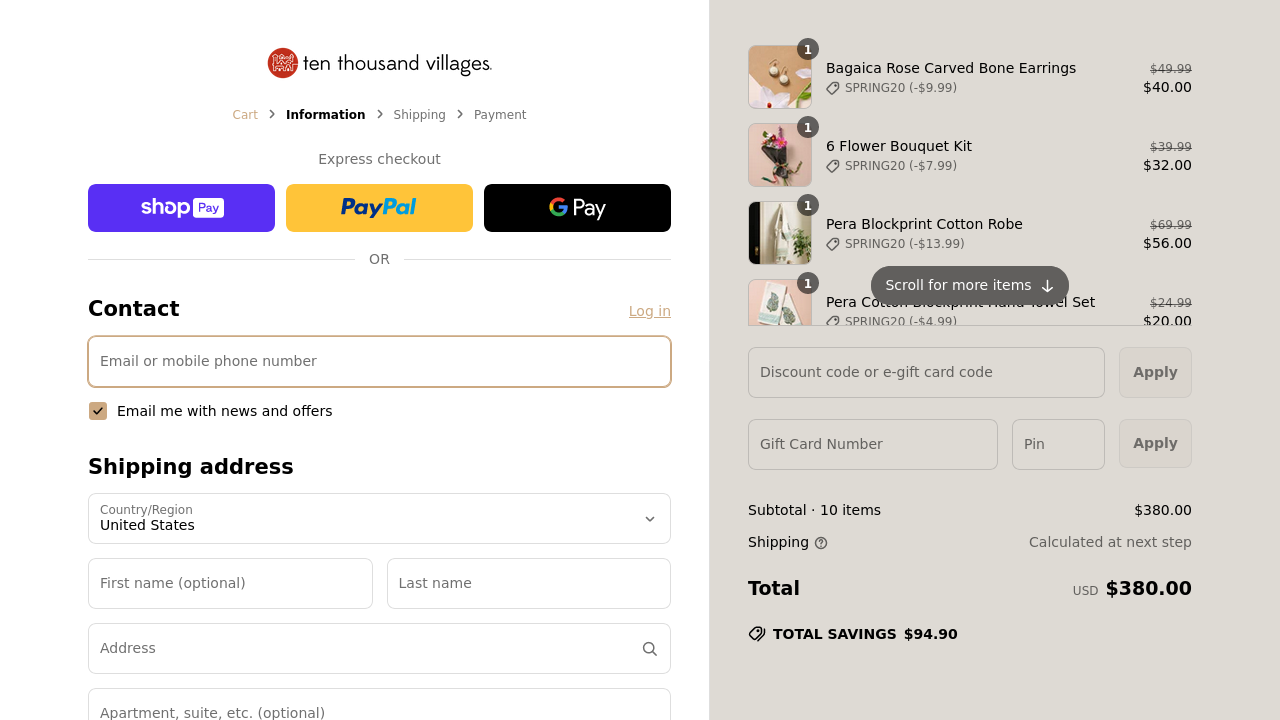 ten thousand villages.
Cart > Information > Shipping > Payment
Express checkout
shop Pay
PayPal
G Pay
OR
Contact
Log in
Email or mobile phone number
Email me with news and offers
Shipping address
Country/Region
United States
First name (optional)
Last name
Address
Apartment, suite, etc. (optional)
1
Bagaica Rose Carved Bone Earrings
SPRING20 (-$9.99)
$49.99
$40.00
1
6 Flower Bouquet Kit
SPRING20 (-$7.99)
$39.99
$32.00
1
Pera Blockprint Cotton Robe
SPRING20 (-$13.99)
$69.99
$56.00
Scroll for more items
1
Pera Cotton Blockprint Hand Towel Set
SPRING20 (-$4.99)
$24.99
$20.00
Discount code or e-gift card code
Apply
Gift Card Number
Pin
Apply
Subtotal · 10 items
$380.00
Shipping
Calculated at next step
Total
USD $380.00
TOTAL SAVINGS $94.90